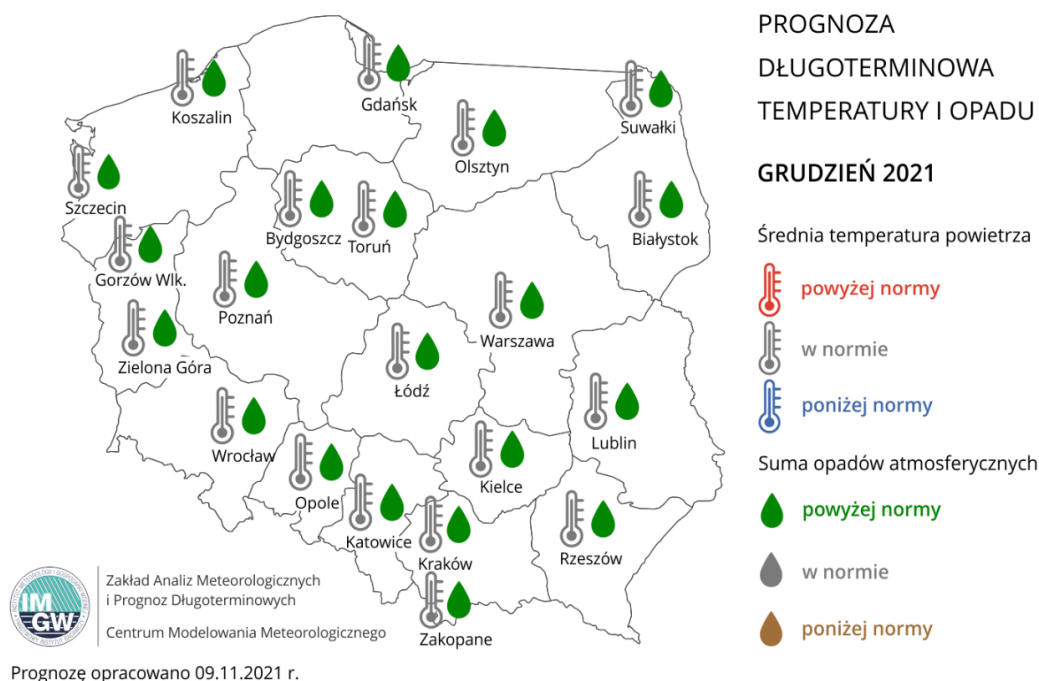 PROGNOZA
DŁUGOTERMINOWA
TEMPERATURY I OPADU
GRUDZIEŃ 2021
Średnia temperatura powietrza
powyżej normy
w normie
poniżej normy
Suma opadów atmosferycznych
powyżej normy
w normie
poniżej normy
Koszalin
Gdańsk
Suwałki
Olsztyn
Szczecin
Bydgoszcz
Toruń
Białystok
Gorzów Wlk.
Poznań
Warszawa
Zielona Góra
Łódź
Lublin
Wrocław
Kielce
Opole
Katowice
Kraków
Rzeszów
Zakopane
IM
GW
Zakład Analiz Meteorologicznych
i Prognoz Długoterminowych
Centrum Modelowania Meteorologicznego
Prognozę opracowano 09.11.2021 r.